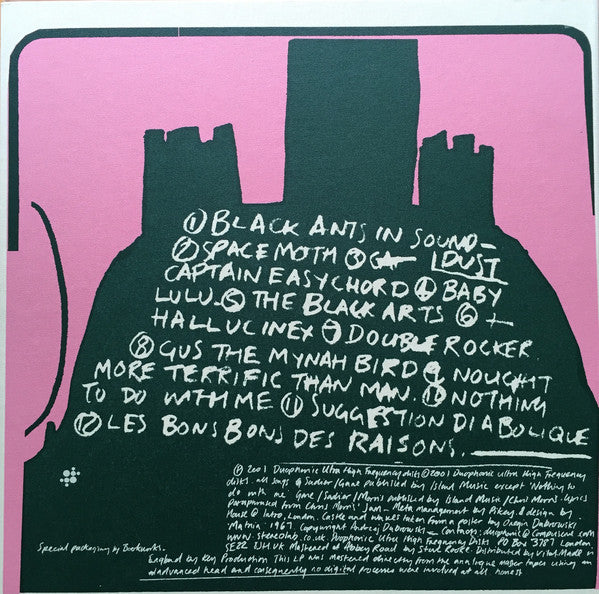 ① BLACK ANTS IN SOUND–
② SPACE MOTH ③ DUST
CAPTAIN EASYCHORD ④ BABY
LULU. ⑤ THE BLACK ARTS ⑥
HALLUCINEX ⑦ DOUBLE ROCKER.
⑧ GUS THE MYNAH BIRD ⑨ NOUGHT
MORE TERRIFIC THAN MAN. ⑩ NOTHING
TO DO WITH ME ⑪ SUGGESTION DIABOLIQUE
⑫ LES BONS BONS DES RAISONS.
℗ 2001 Duophonic Ultra High Frequency disks © 2001 Duophonic Ultra High Frequency
disks. all songs Sadier/Gane published by Island Music except 'Nothing to
do with me' Gane/Sadier/Morris published by Island Music/Chris Morris. Lyrics
paraphrased from Chris Morris' 'Jam' – Meta management by Mikey. & design by
House @ Intro, London. Castle and waves taken from a poster by Onegin Dabrowski
'Matnia' 1967. Copyright Andrzej Dabrowski – Contacts: duophonic@Compuserve.com
www.stereolab.co.uk. Duophonic Ultra High Frequency Disks PO Box 3787 London
SE22 9DU UK Mastered at Abbey Road by Steve Rooke. Distributed by Vital. Made in
England by Key Production This LP was mastered directly from the analogue master tapes using an
advanced head and consequently no digital processes were involved at all honest
Special packaging by Tookworks.